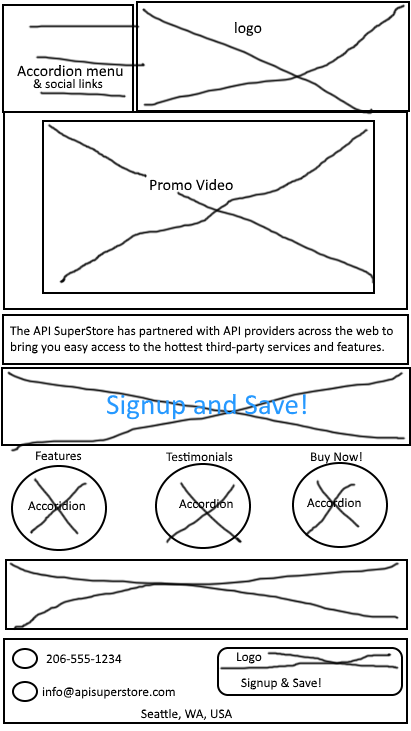 logo
Accordion menu
& social links
Promo Video
The API SuperStore has partnered with API providers across the web to
bring you easy access to the hottest third-party services and features.
Signup and Save!
Features Testimonials Buy Now!
Accoridion Accordion Accordion
206-555-1234
Logo
info@apisuperstore.com
Signup & Save!
Seattle, WA, USA